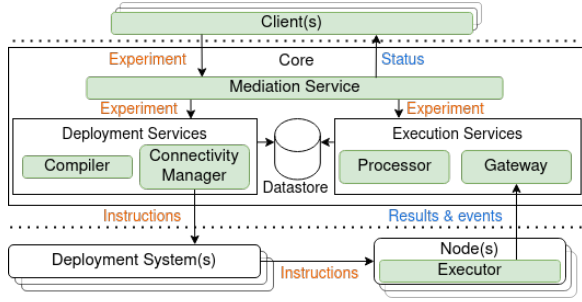 Client(s)
Experiment
Core
Status
Mediation Service
Experiment
Experiment
Deployment Services
Execution Services
Compiler
Connectivity
Manager
Datastore
Processor
Gateway
Instructions
Results & events
Deployment System(s)
Instructions
Node(s)
Executor